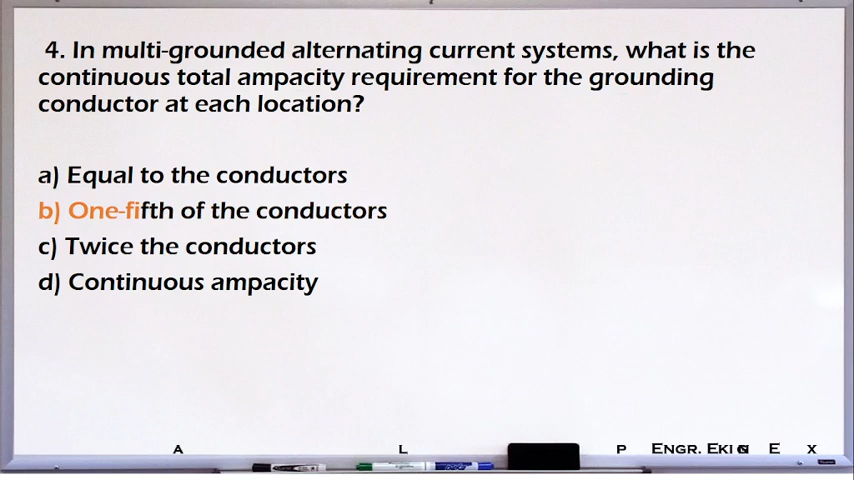 4. In multi-grounded alternating current systems, what is the
continuous total ampacity requirement for the grounding
conductor at each location?
a) Equal to the conductors
b) One-fifth of the conductors
c) Twice the conductors
d) Continuous ampacity
A L P ENGR. EKI E X